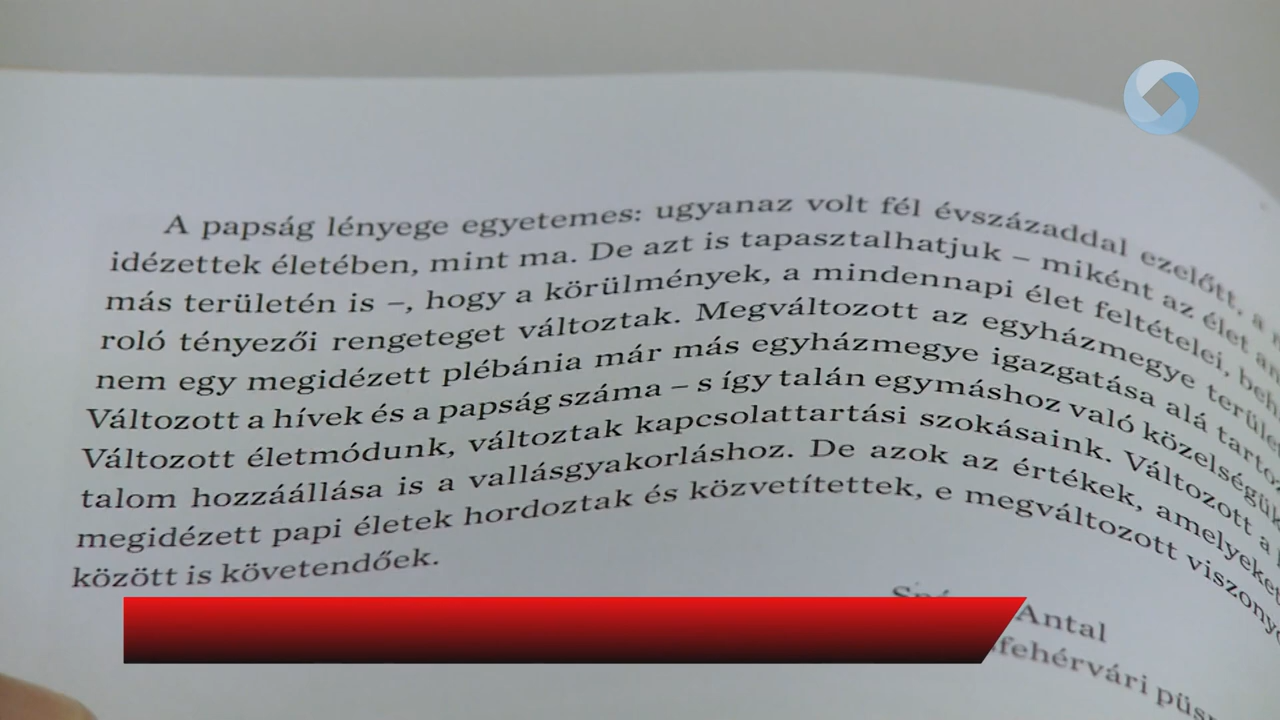 A papság lényege egyetemes: ugyanaz volt fél évszázaddal ezelőtt, a
idézettek életében, mint ma. De azt is tapasztalhatjuk – miként az élet
más területén is –, hogy a körülmények, a mindennapi élet feltételei,
roló tényezői rengeteget változtak. Megváltozott az egyházmegye
nem egy megidézett plébánia már más egyházmegye igazgatása alá
Változott a hívek és a papság száma – s így talán egymáshoz való
Változott életmódunk, változtak kapcsolattartási szokásaink. Változott a
talom hozzáállása is a vallásgyakorláshoz. De azok az értékek, amelyeket
megidézett papi életek hordoztak és közvetítettek, e megváltozott
között is követendőek.
Antal